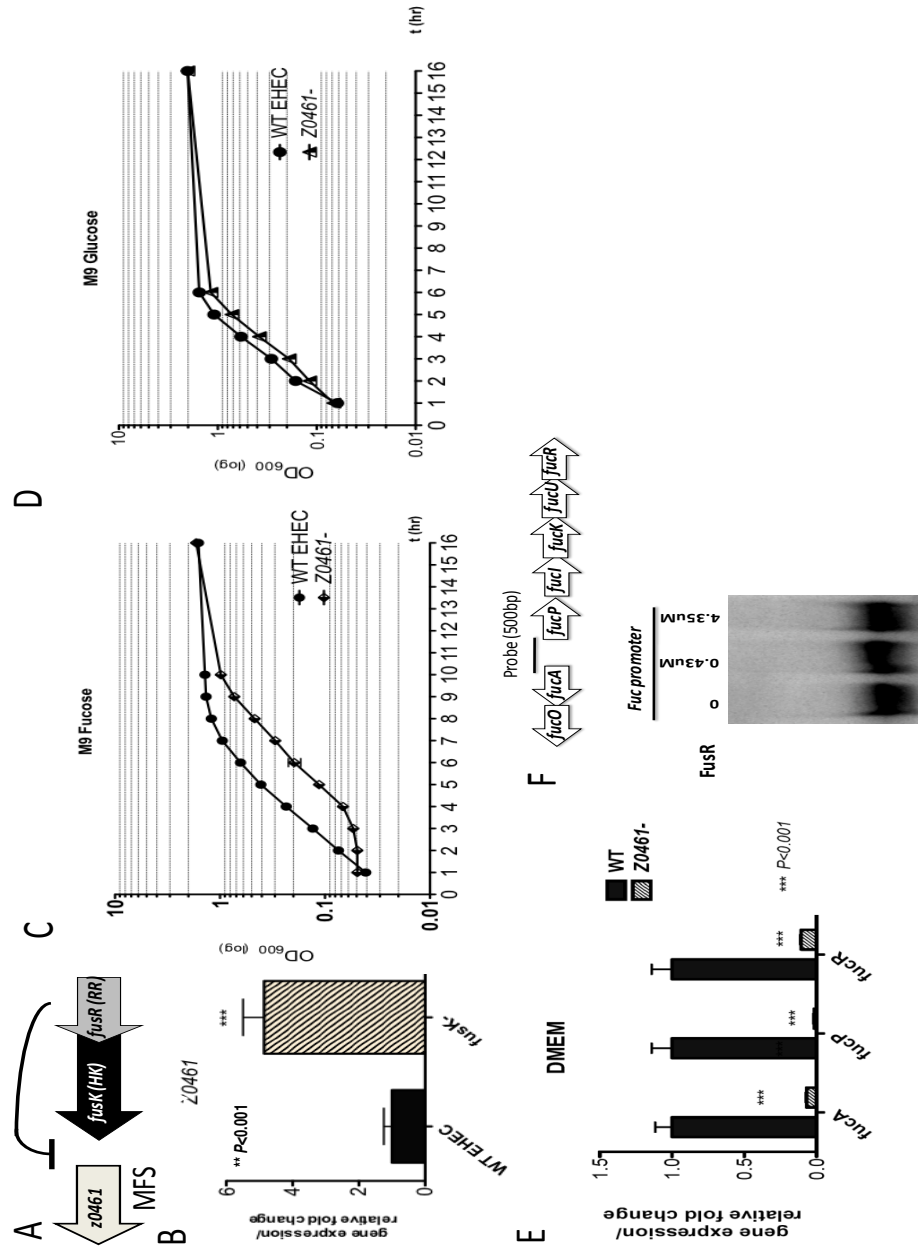 A
z0461
fusK (HK)
fusR (RR)
MFS
B
Z0461
** P<0.001
***
gene expression/
relative fold change
6
4
2
0
WT EHEC
fusK-
C
M9 Fucose
OD600 (log)
10
1
0.1
0.01
0 1 2 3 4 5 6 7 8 9 10 11 12 13 14 15 16
t (hr)
WT EHEC
Z0461-
D
M9 Glucose
OD600 (log)
10
1
0.1
0.01
0 1 2 3 4 5 6 7 8 9 10 11 12 13 14 15 16
t (hr)
WT EHEC
Z0461-
E
DMEM
gene expression/
relative fold change
1.5
1.0
0.5
0.0
***
***
***
***
fucA
fucP
fucR
WT
Z0461-
*** P<0.001
F
Probe (500bp)
fucO
fucA
fucP
fucI
fucK
fucU
fucR
Fuc promoter
FusR
0
0.43uM
4.35uM